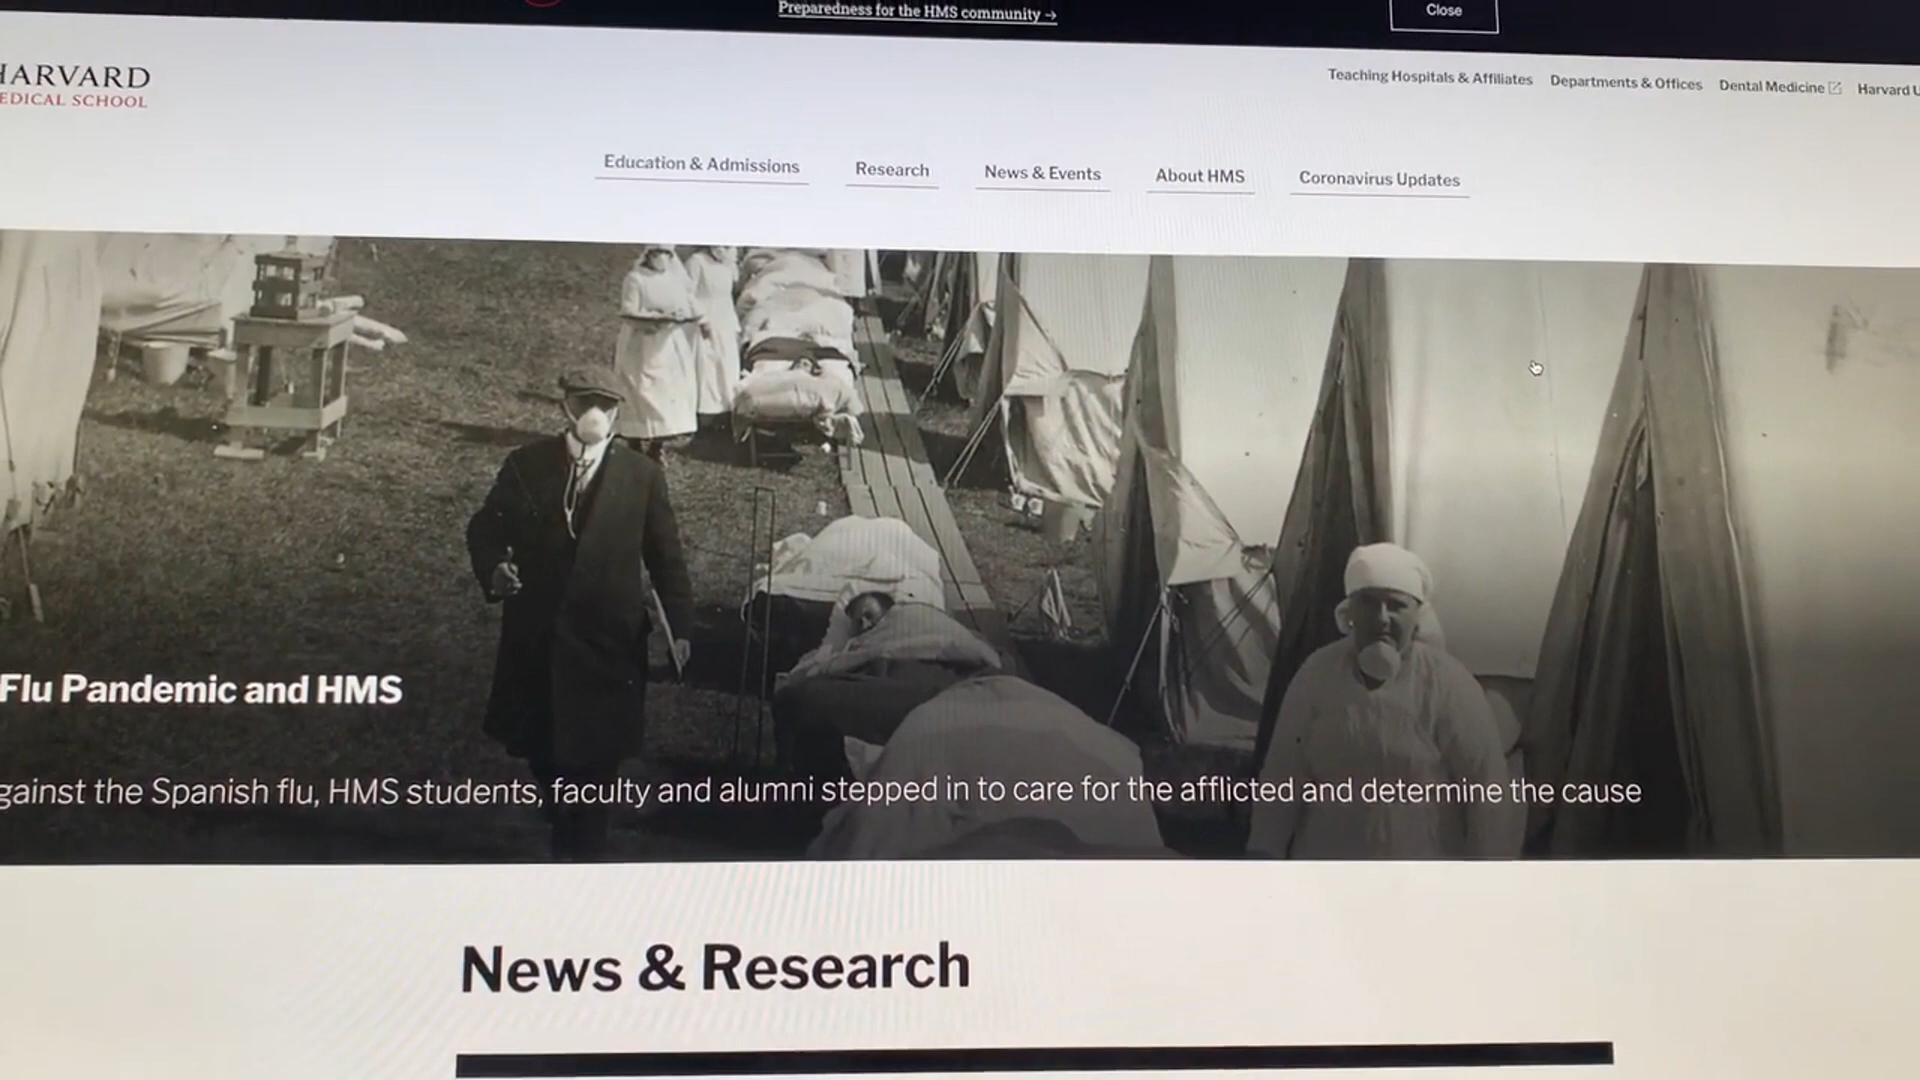 Preparedness for the HMS community →
Close
HARVARD
EDICAL SCHOOL
Teaching Hospitals & Affiliates Departments & Offices Dental Medicine Harvard U
Education & Admissions Research News & Events About HMS Coronavirus Updates
Flu Pandemic and HMS
gainst the Spanish flu, HMS students, faculty and alumni stepped in to care for the afflicted and determine the cause
News & Research